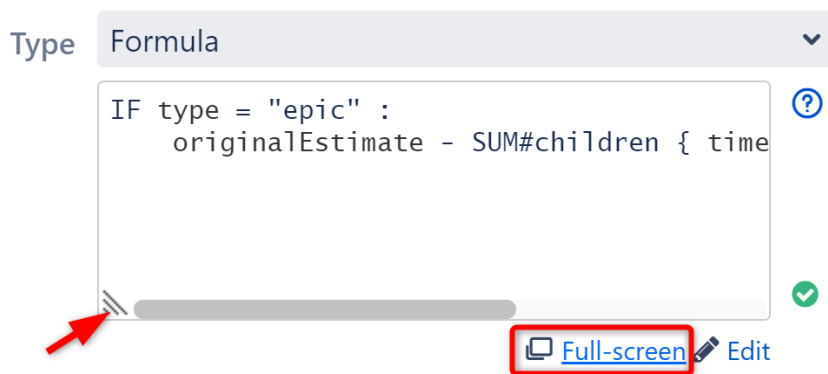 Type Formula
IF type = "epic" :
originalEstimate - SUM#children { time
Full-screen Edit